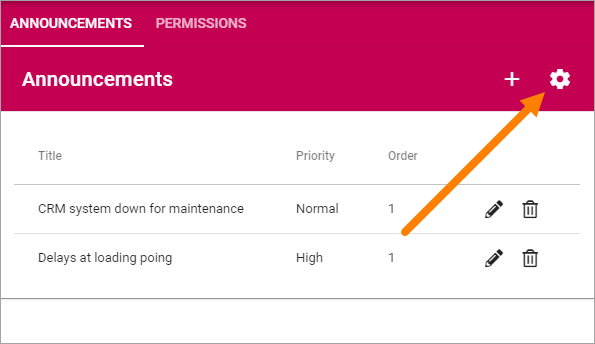 ANNOUNCEMENTS PERMISSIONS
Announcements
Title Priority Order
CRM system down for maintenance Normal 1
Delays at loading poing High 1